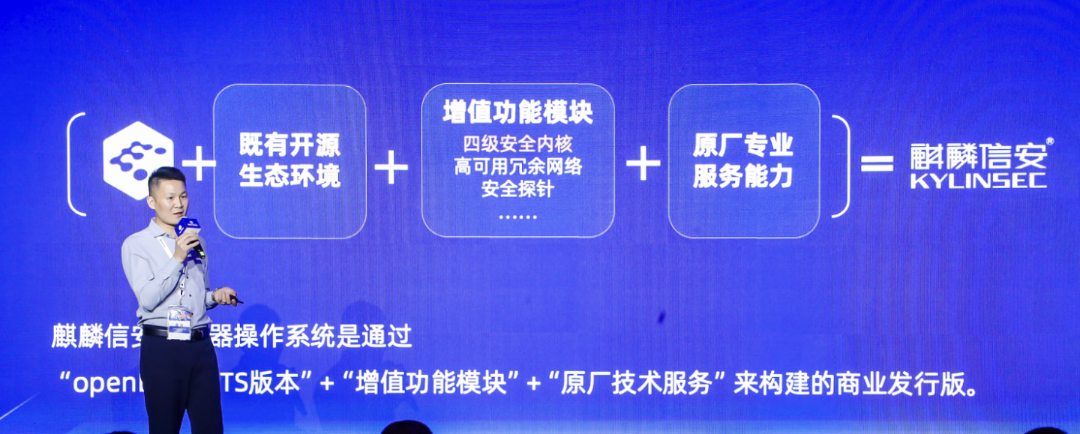 既有开源
生态环境
增值功能模块
四级安全内核
高可用冗余网络
安全探针
……
原厂专业
服务能力
麒麟信安®
KYLINSEC
麒麟信安 器操作系统是通过
“open TS版本”+“增值功能模块”+“原厂技术服务”来构建的商业发行版。